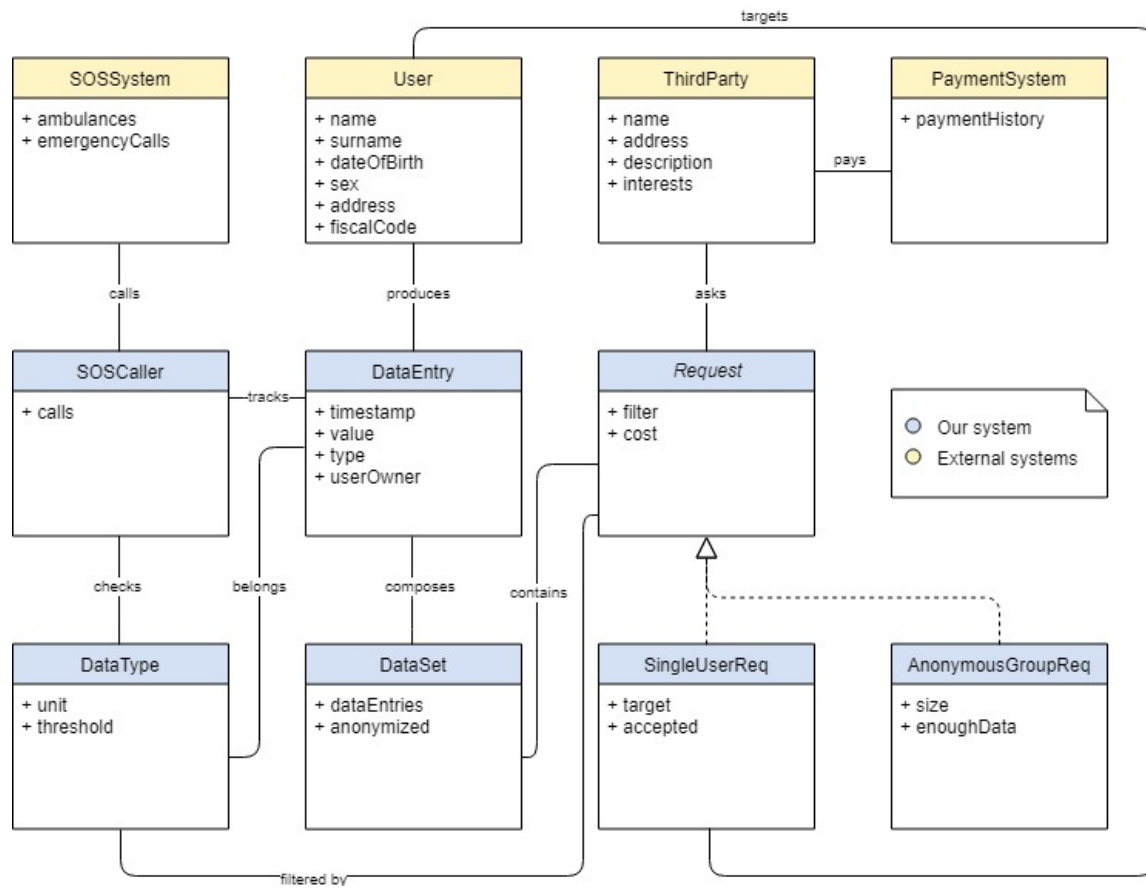 targets
SOSSystem
+ ambulances
+ emergencyCalls
User
+ name
+ surname
+ dateOfBirth
+ sex
+ address
+ fiscalCode
ThirdParty
+ name
+ address
+ description
+ interests
pays
PaymentSystem
+ paymentHistory
calls
produces
asks
SOSCaller
+ calls
tracks
DataEntry
+ timestamp
+ value
+ type
+ userOwner
Request
+ filter
+ cost
Our system
External systems
checks
belongs
composes
contains
DataType
+ unit
+ threshold
DataSet
+ dataEntries
+ anonymized
SingleUserReq
+ target
+ accepted
AnonymousGroupReq
+ size
+ enoughData
filtered by